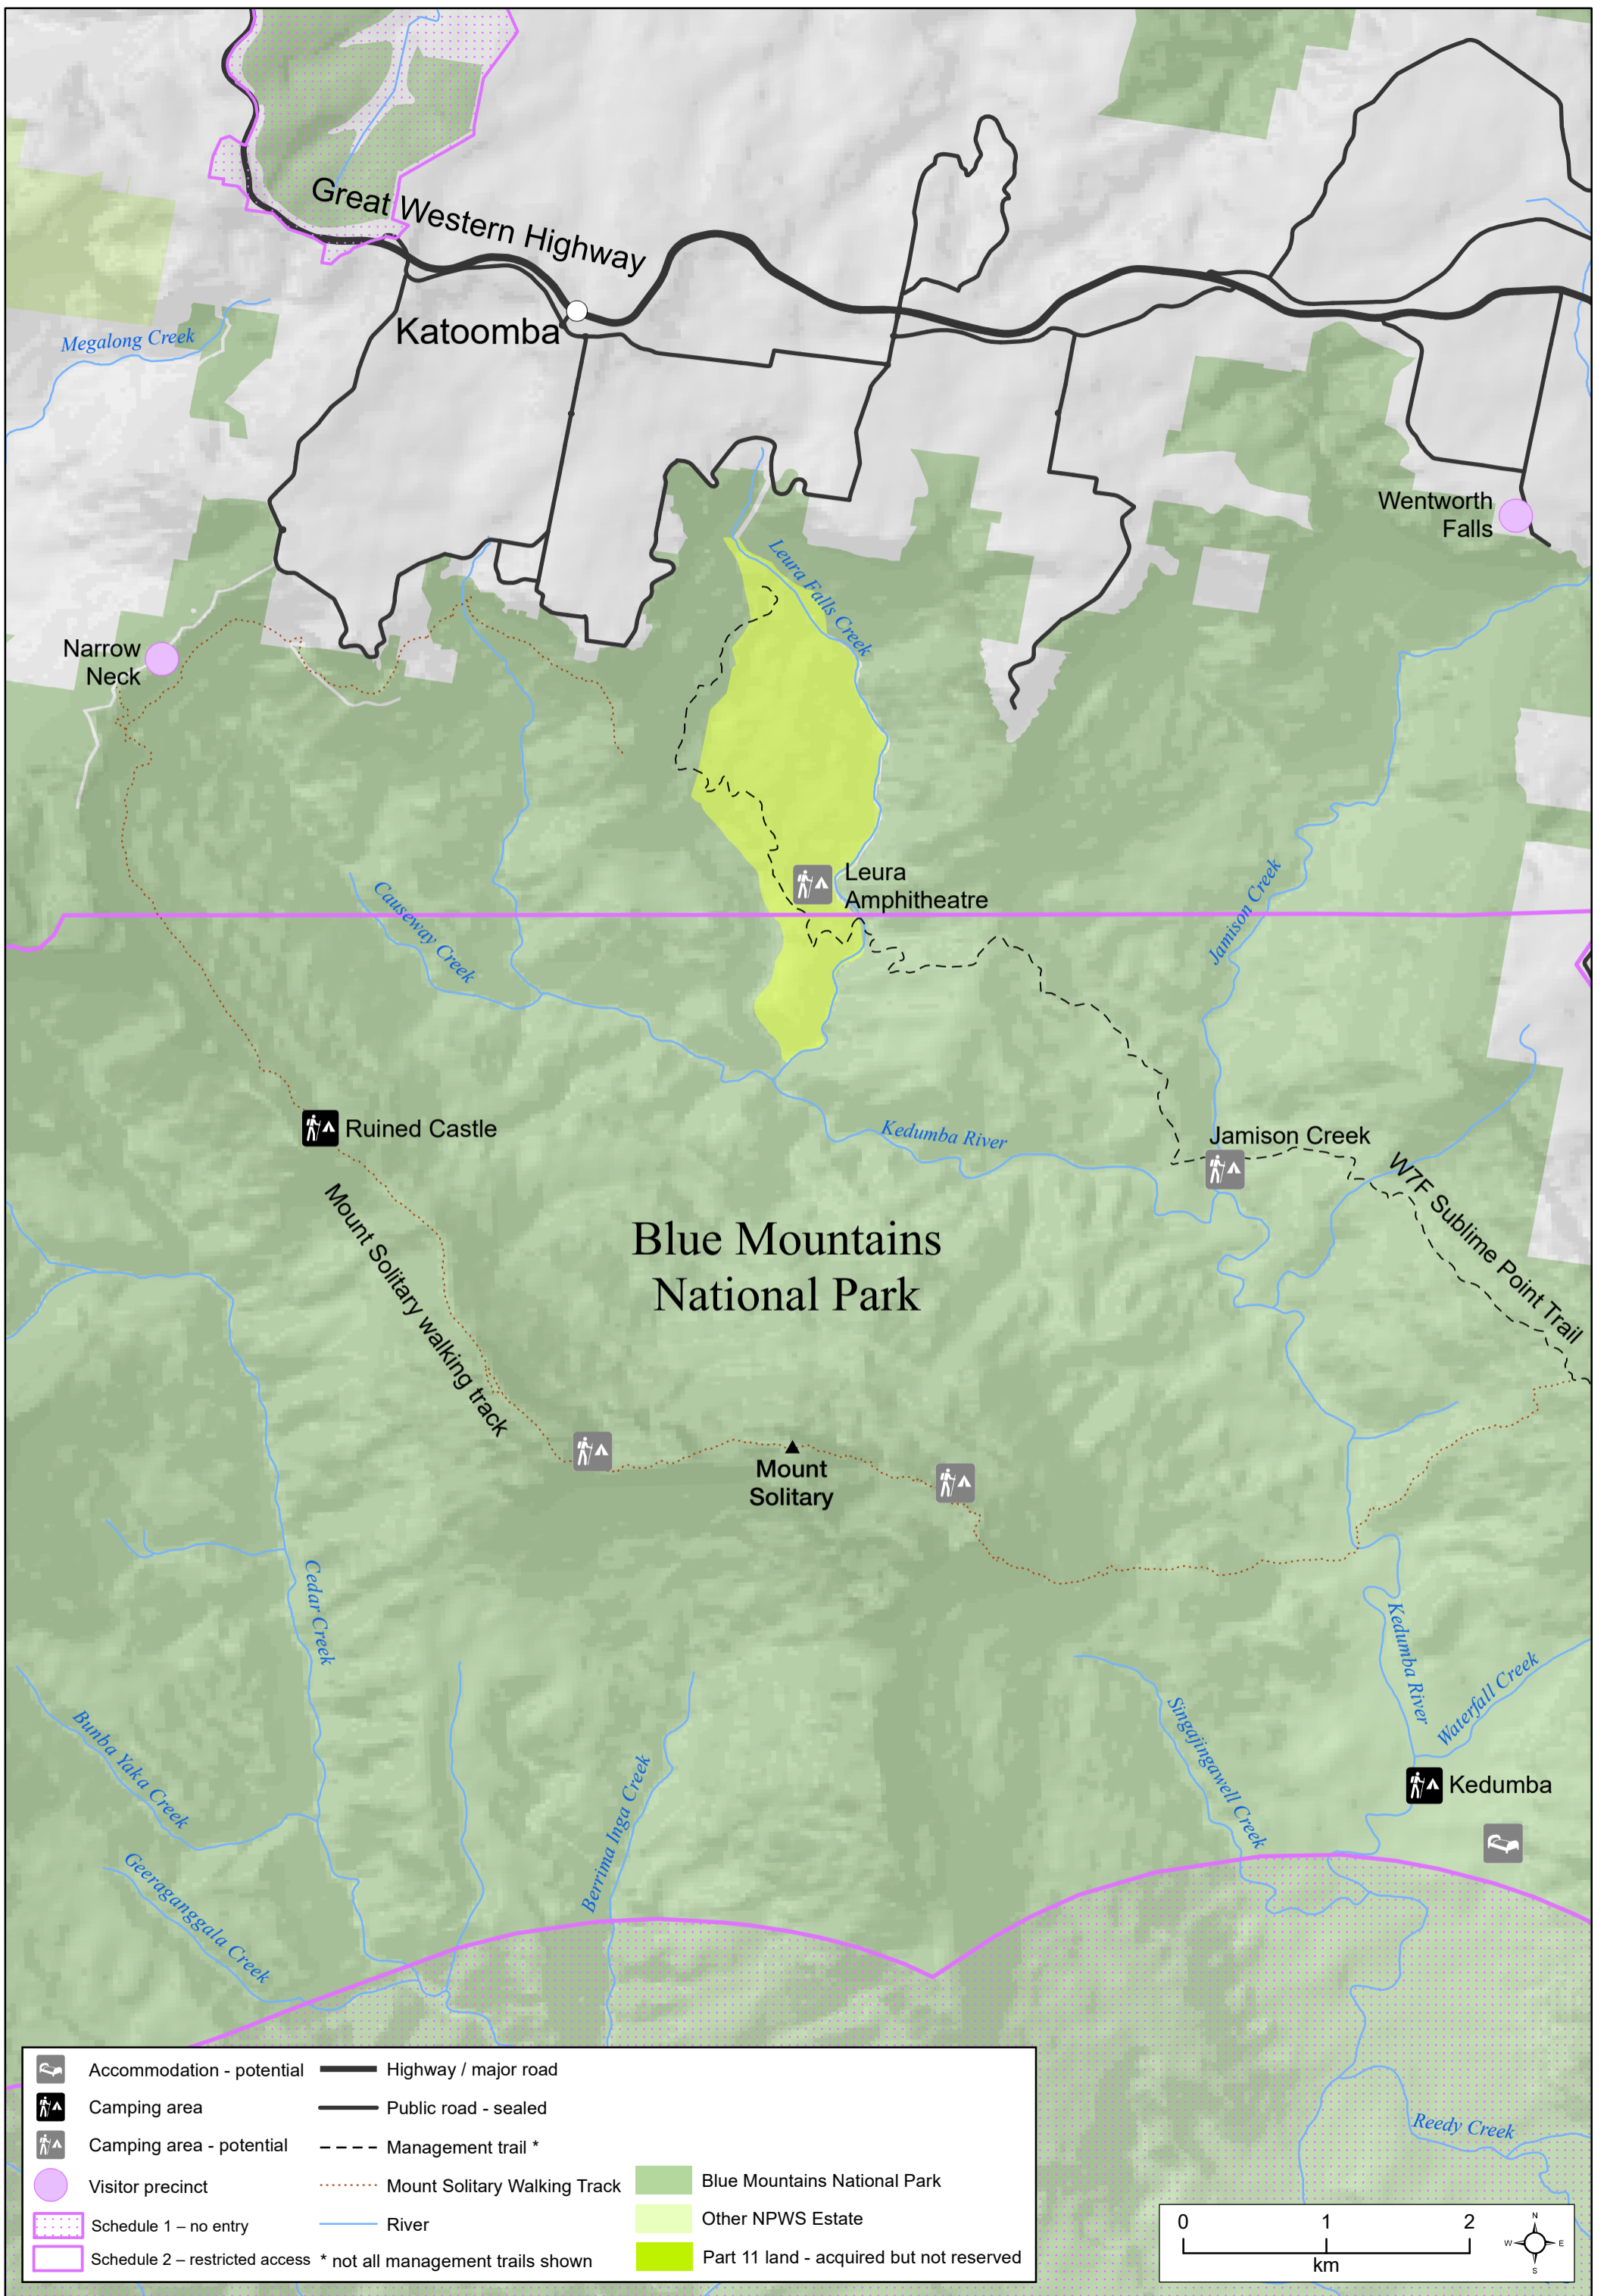 Great Western Highway
Katoomba
Megalong Creek
Wentworth
Falls
Leura Falls Creek
Narrow
Neck
Leura
Amphitheatre
Causeway Creek
Jamison Creek
Ruined Castle
Kedumba River
Jamison Creek
W7F Sublime Point Trail
Mount Solitary walking track
Blue Mountains
National Park
Mount
Solitary
Cedar Creek
Kedumba River
Waterfall Creek
Singajingawell Creek
Bunba Yaka Creek
Berrima Inga Creek
Kedumba
Geeraganggala Creek
Reedy Creek
Accommodation - potential
Camping area
Camping area - potential
Visitor precinct
Schedule 1 – no entry
Schedule 2 – restricted access
Highway / major road
Public road - sealed
Management trail *
Mount Solitary Walking Track
River
* not all management trails shown
Blue Mountains National Park
Other NPWS Estate
Part 11 land - acquired but not reserved
0 1 2
km
N
W E
S